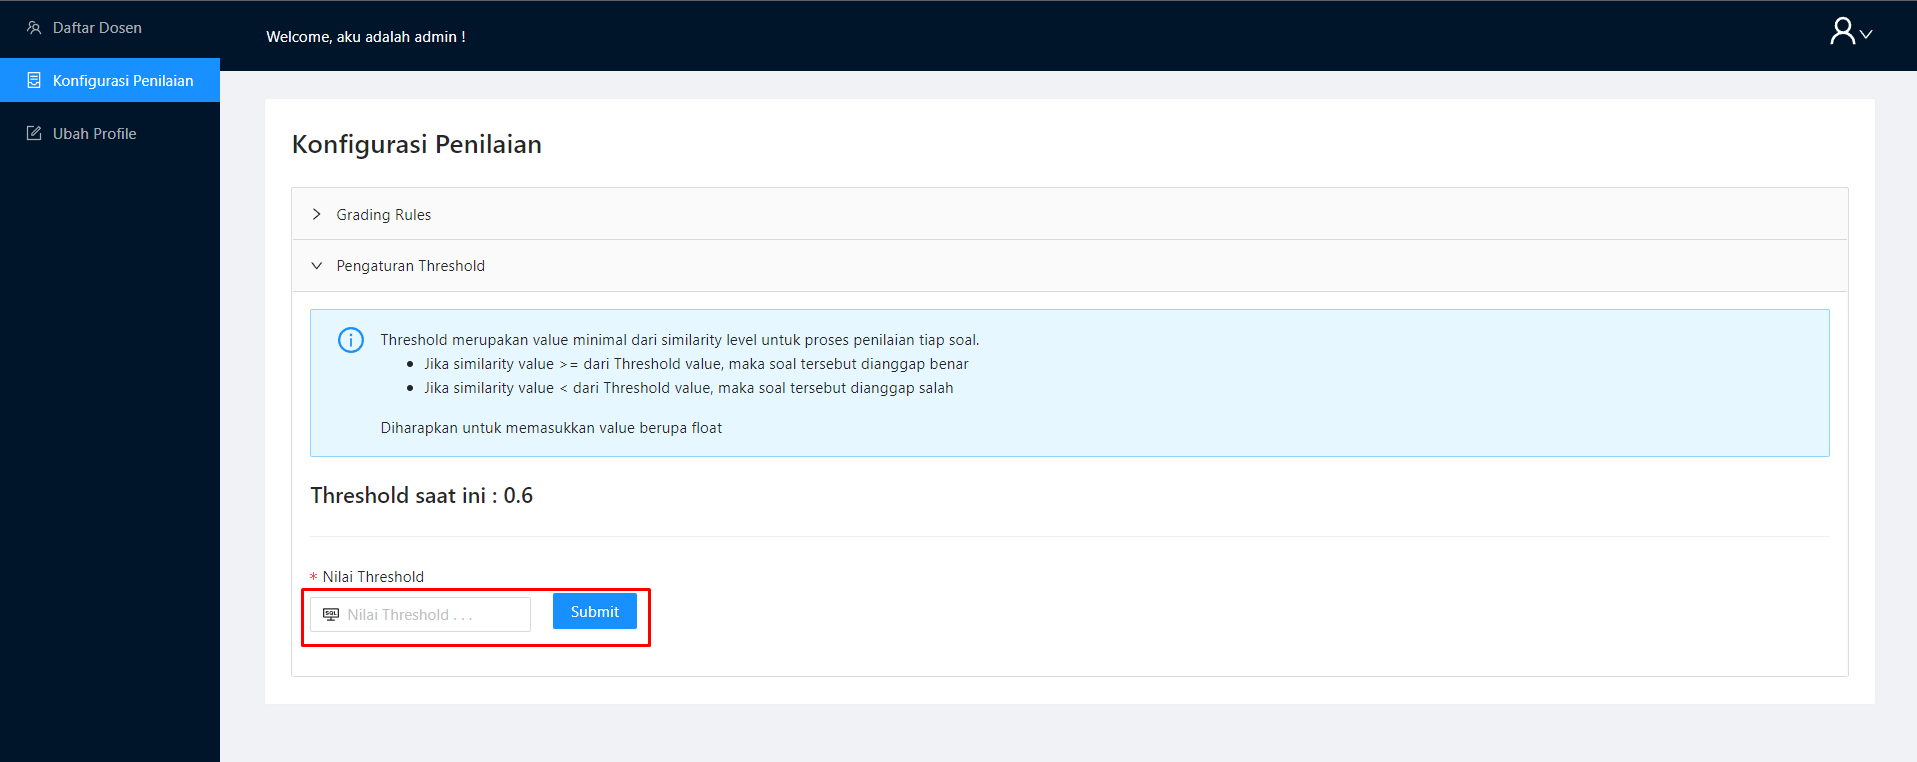 Daftar Dosen
Welcome, aku adalah admin !
Konfigurasi Penilaian
Ubah Profile
Konfigurasi Penilaian
Grading Rules
Pengaturan Threshold
Threshold merupakan value minimal dari similarity level untuk proses penilaian tiap soal.
• Jika similarity value >= dari Threshold value, maka soal tersebut dianggap benar
• Jika similarity value < dari Threshold value, maka soal tersebut dianggap salah
Diharapkan untuk memasukkan value berupa float
Threshold saat ini : 0.6
* Nilai Threshold
SQL Nilai Threshold . . .
Submit